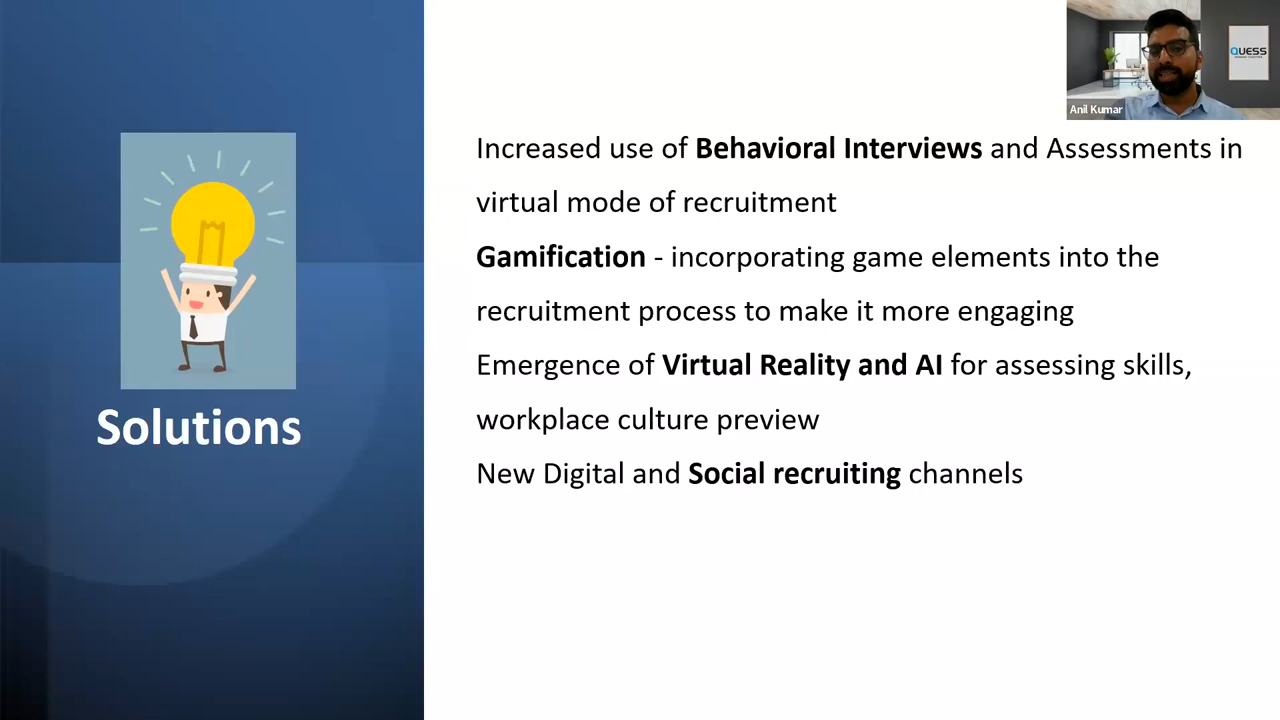 QUESS
Anil Kumar
Increased use of Behavioral Interviews and Assessments in
virtual mode of recruitment
Gamification - incorporating game elements into the
recruitment process to make it more engaging
Emergence of Virtual Reality and AI for assessing skills,
workplace culture preview
New Digital and Social recruiting channels
Solutions